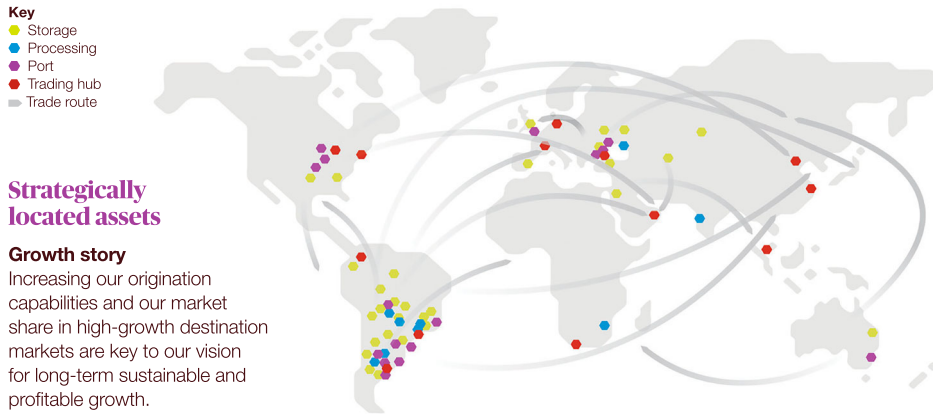 Key
Storage
Processing
Port
Trading hub
Trade route
Strategically
located assets
Growth story
Increasing our origination
capabilities and our market
share in high-growth destination
markets are key to our vision
for long-term sustainable and
profitable growth.